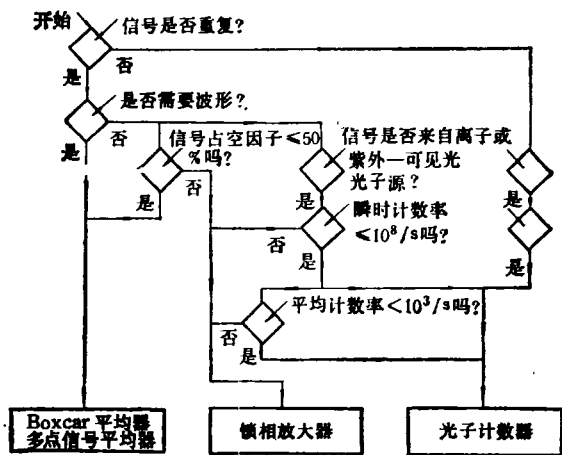 开始
信号是否重复?
是
否
是否需要波形?
是
否
信号占空因子≤50
%吗?
是
否
信号是否来自离子或
紫外—可见光
光子源?
是
是
瞬时计数率
≤10⁸/s吗?
否
是
是
平均计数率<10³/s吗?
否
是
Boxcar 平均器
多点信号平均器
锁相放大器
光子计数器